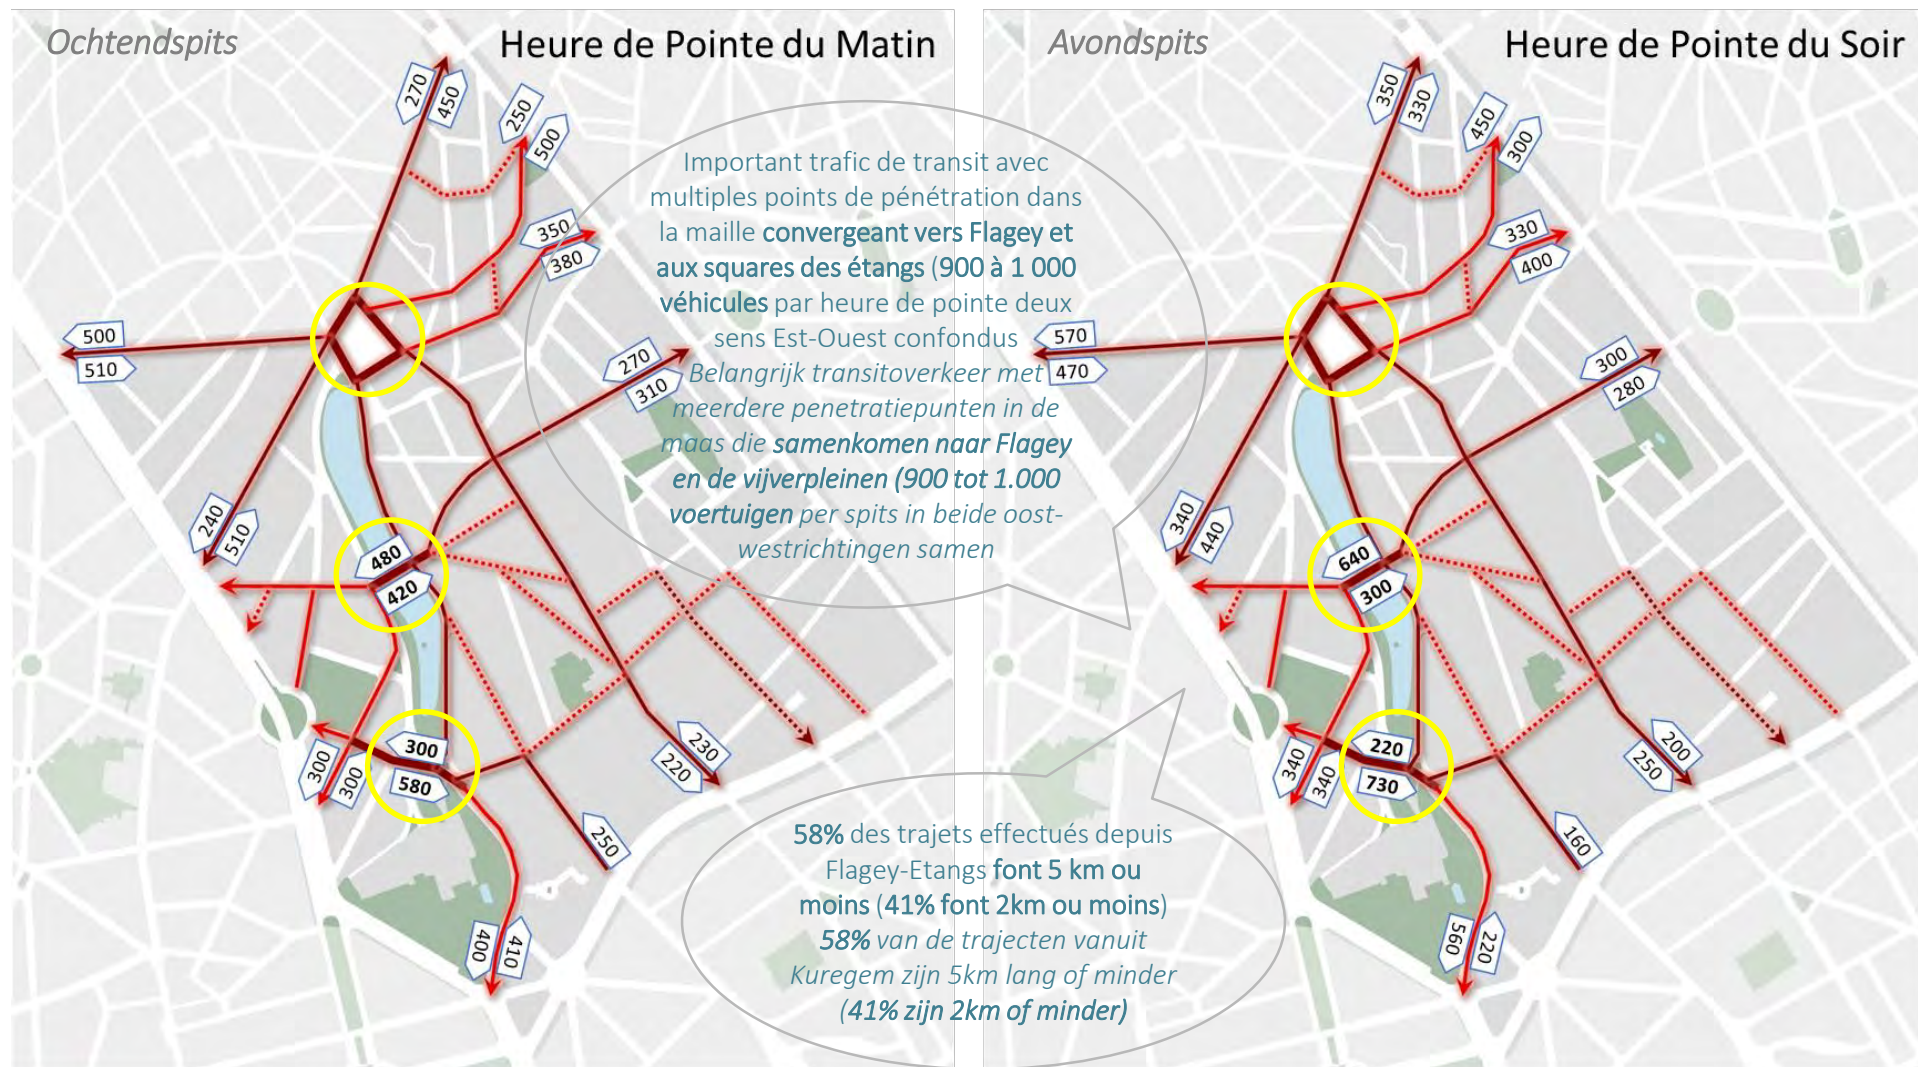 Ochtendspits
Heure de Pointe du Matin
270
450
250
500
350
380
500
510
270
310
240
510
480
420
300
580
300
300
230
220
250
400
410
Important trafic de transit avec
multiples points de pénétration dans
la maille convergeant vers Flagey et
aux squares des étangs (900 à 1 000
véhicules par heure de pointe deux
sens Est-Ouest confondus
Belangrijk transitoverkeer met
meerdere penetratiepunten in de
maas die samenkomen naar Flagey
en de vijverpleinen (900 tot 1.000
voertuigen per spits in beide oost-
westrichtingen samen
58% des trajets effectués depuis
Flagey-Etangs font 5 km ou
moins (41% font 2km ou moins)
58% van de trajecten vanuit
Kuregem zijn 5km lang of minder
(41% zijn 2km of minder)
Avondspits
Heure de Pointe du Soir
350
330
450
300
330
400
570
470
300
280
340
440
640
300
220
730
340
340
200
250
160
560
220